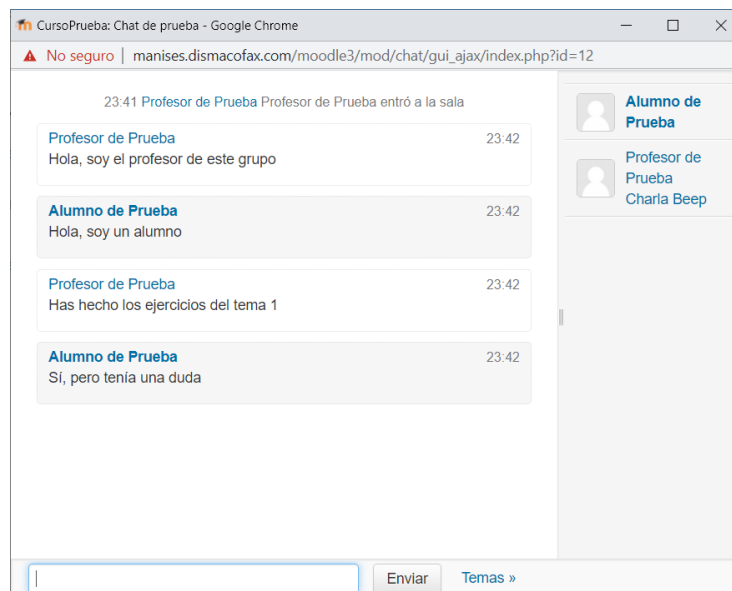 CursoPrueba: Chat de prueba - Google Chrome
No seguro | manises.dismacofax.com/moodle3/mod/chat/gui_ajax/index.php?id=12
23:41 Profesor de Prueba Profesor de Prueba entró a la sala
Profesor de Prueba 23:42
Hola, soy el profesor de este grupo
Alumno de Prueba 23:42
Hola, soy un alumno
Profesor de Prueba 23:42
Has hecho los ejercicios del tema 1
Alumno de Prueba 23:42
Sí, pero tenía una duda
Alumno de
Prueba
Profesor de
Prueba
Charla Beep
Enviar Temas »